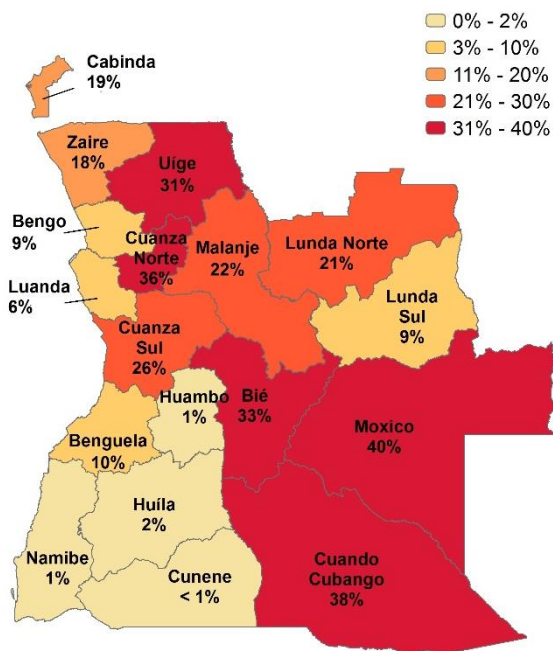 0% - 2%
3% - 10%
11% - 20%
21% - 30%
31% - 40%
Cabinda
19%
Zaire
18%
Uíge
31%
Bengo
9%
Cuanza
Norte
36%
Malanje
22%
Lunda Norte
21%
Luanda
6%
Lunda
Sul
9%
Cuanza
Sul
26%
Huambo
1%
Bié
33%
Moxico
40%
Benguela
10%
Huíla
2%
Namibe
1%
Cunene
< 1%
Cuando
Cubango
38%